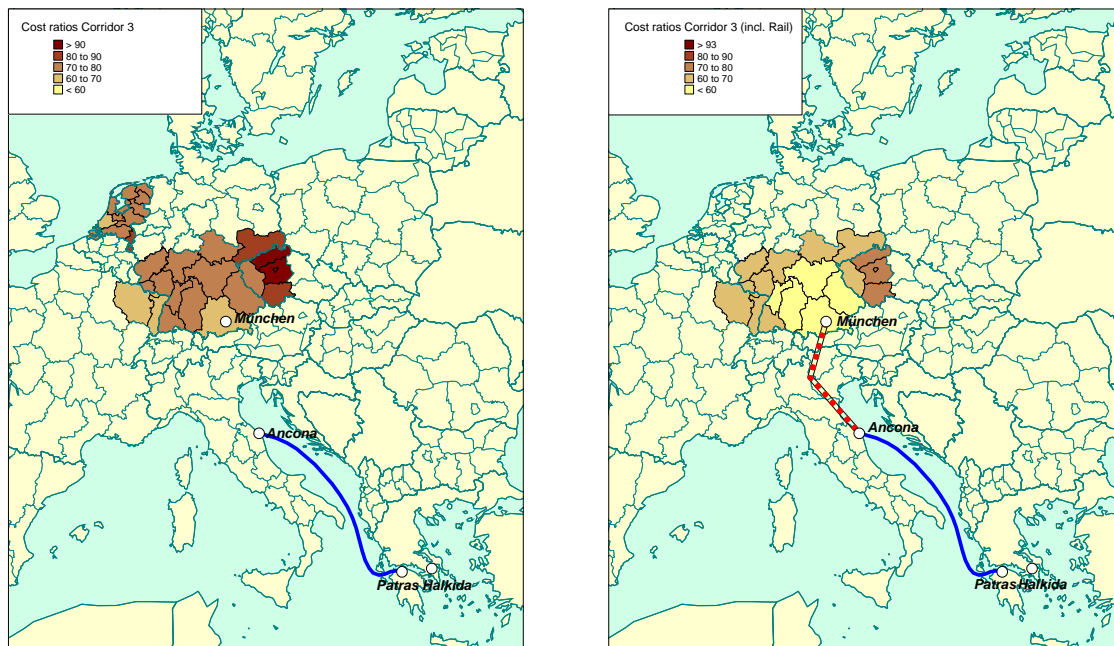 Cost ratios Corridor 3
> 90
80 to 90
70 to 80
60 to 70
< 60
München
Ancona
Patras Halkida
Cost ratios Corridor 3 (incl. Rail)
> 93
80 to 90
70 to 80
60 to 70
< 60
München
Ancona
Patras Halkida